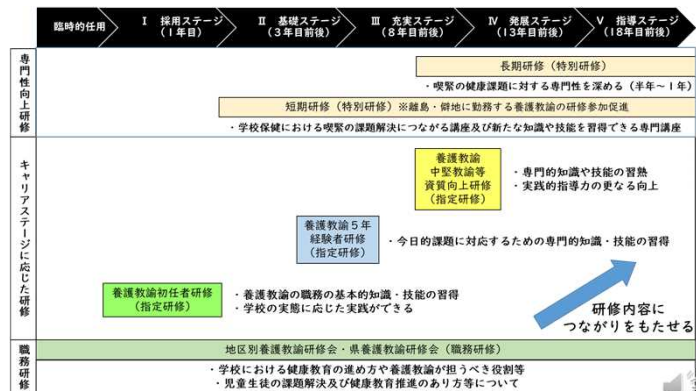 臨時的任用
Ⅰ 採用ステージ
(1年目)
Ⅱ 基礎ステージ
(3年目前後)
Ⅲ 充実ステージ
(8年目前後)
Ⅳ 発展ステージ
(13年目前後)
Ⅴ 指導ステージ
(18年目前後)
専門性向上研修
長期研修(特別研修)
・喫緊の健康課題に対する専門性を深める(半年~1年)
短期研修(特別研修)※離島・僻地に勤務する養護教諭の研修参加促進
・学校保健における喫緊の課題解決につながる講座及び新たな知識や技能を習得できる専門講座
キャリアステージに応じた研修
養護教諭
中堅教諭等
資質向上研修
(指定研修)
・専門的知識や技能の習熟
・実践的指導力の更なる向上
養護教諭5年
経験者研修
(指定研修)
・今日的課題に対応するための専門的知識・技能の習得
養護教諭初任者研修
(指定研修)
・養護教諭の職務の基本的知識・技能の習得
・学校の実態に応じた実践ができる
研修内容に
つながりをもたせる
職務研修
地区別養護教諭研修会・県養護教諭研修会(職務研修)
・学校における健康教育の進め方や養護教諭が担うべき役割等
・児童生徒の課題解決及び健康教育推進のあり方等について